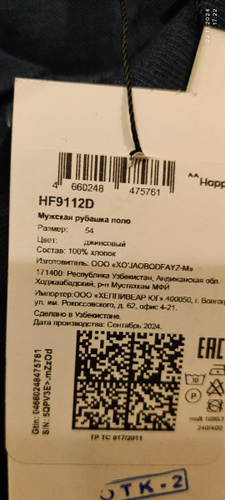 4 660248 475761
^^ Happ
HF9112D
Мужская рубашка поло
Размер: 54
Цвет: джинсовый
Состав: 100% хлопок
Изготовитель: ООО «XO'JAOBODFAYZ-M»
171400: Республика Узбекистан, Андижанская обл.
Ходжаабадский, р-н Мустахкам МФЙ
Импортер:ООО «ХЕППИВЕАР ЮГ»,400050, г. Волгог
ул. им. Рокоссовского, д. 62, офис 4-21.
Сделано в Узбекистане.
Дата производства: Сентябрь 2024.
EAC
Gtin: 04660248475761
S/N: 5QPV3E>,mZzOd
ТР ТС 017/2011
ОТК-2